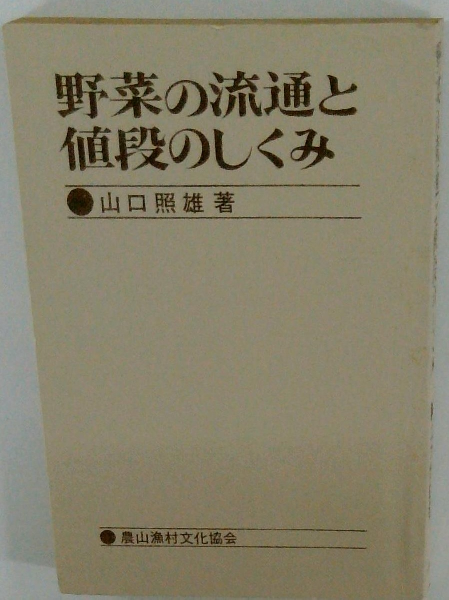 野菜の流通と
値段のしくみ
●山口照雄著
●農山漁村文化協会